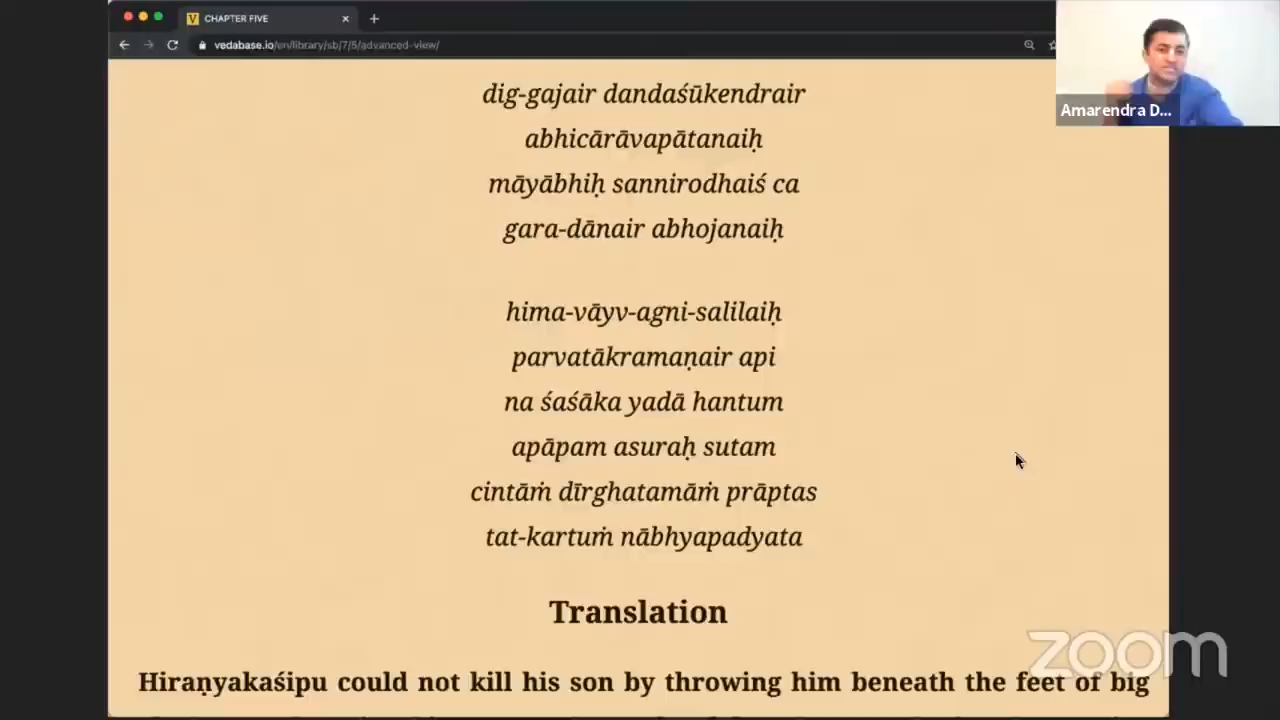 CHAPTER FIVE
vedabase.io/en/library/sb/7/5/advanced-view/
Amarendra D...
dig-gajair dandaśūkendrair
abhicārāvapātanaiḥ
māyābhiḥ sannirodhaiś ca
gara-dānair abhojanaiḥ
hima-vāyv-agni-salilaiḥ
parvatākramaṇair api
na śaśāka yadā hantum
apāpam asuraḥ sutam
cintāṁ dīrghatamāṁ prāptas
tat-kartuṁ nābhyapadyata
Translation
Hiraṇyakaśipu could not kill his son by throwing him beneath the feet of big
zoom